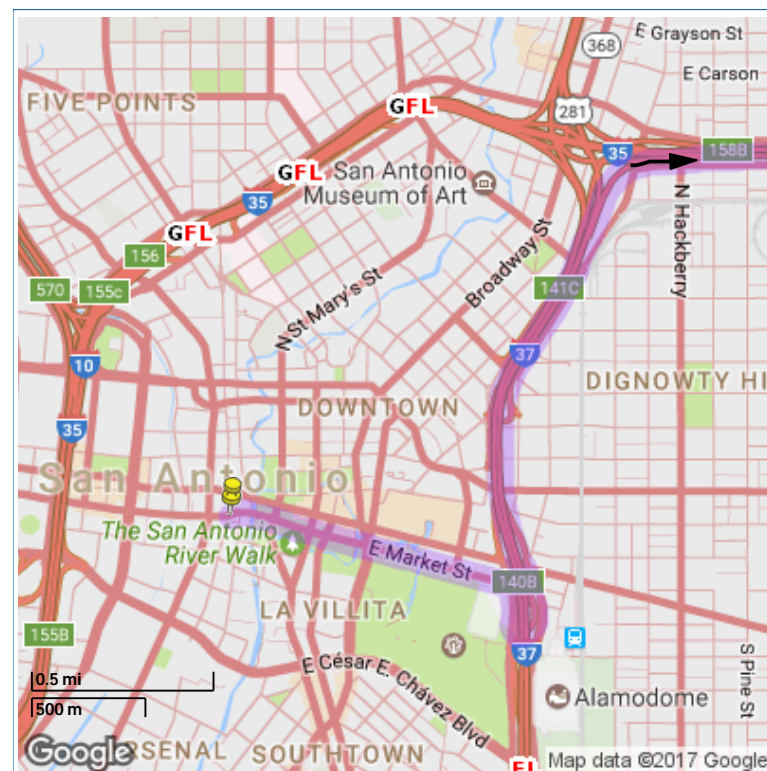 E Grayson St
368
E Carson
FIVE POINTS
GFL
281
35
158B
GFL
San Antonio
Museum of Art
N Hackberry
35
GFL
Broadway St
156
570
155c
141C
N St Mary's St
37
10
DIGNOWTY HI
DOWNTOWN
35
San Antonio
The San Antonio
River Walk
E Market St
140B
LA VILLITA
155B
37
E César E. Chávez Blvd
S Pine St
0.5 mi
Alamodome
500 m
Google
ARSENAL
SOUTHTOWN
FL
Map data ©2017 Google